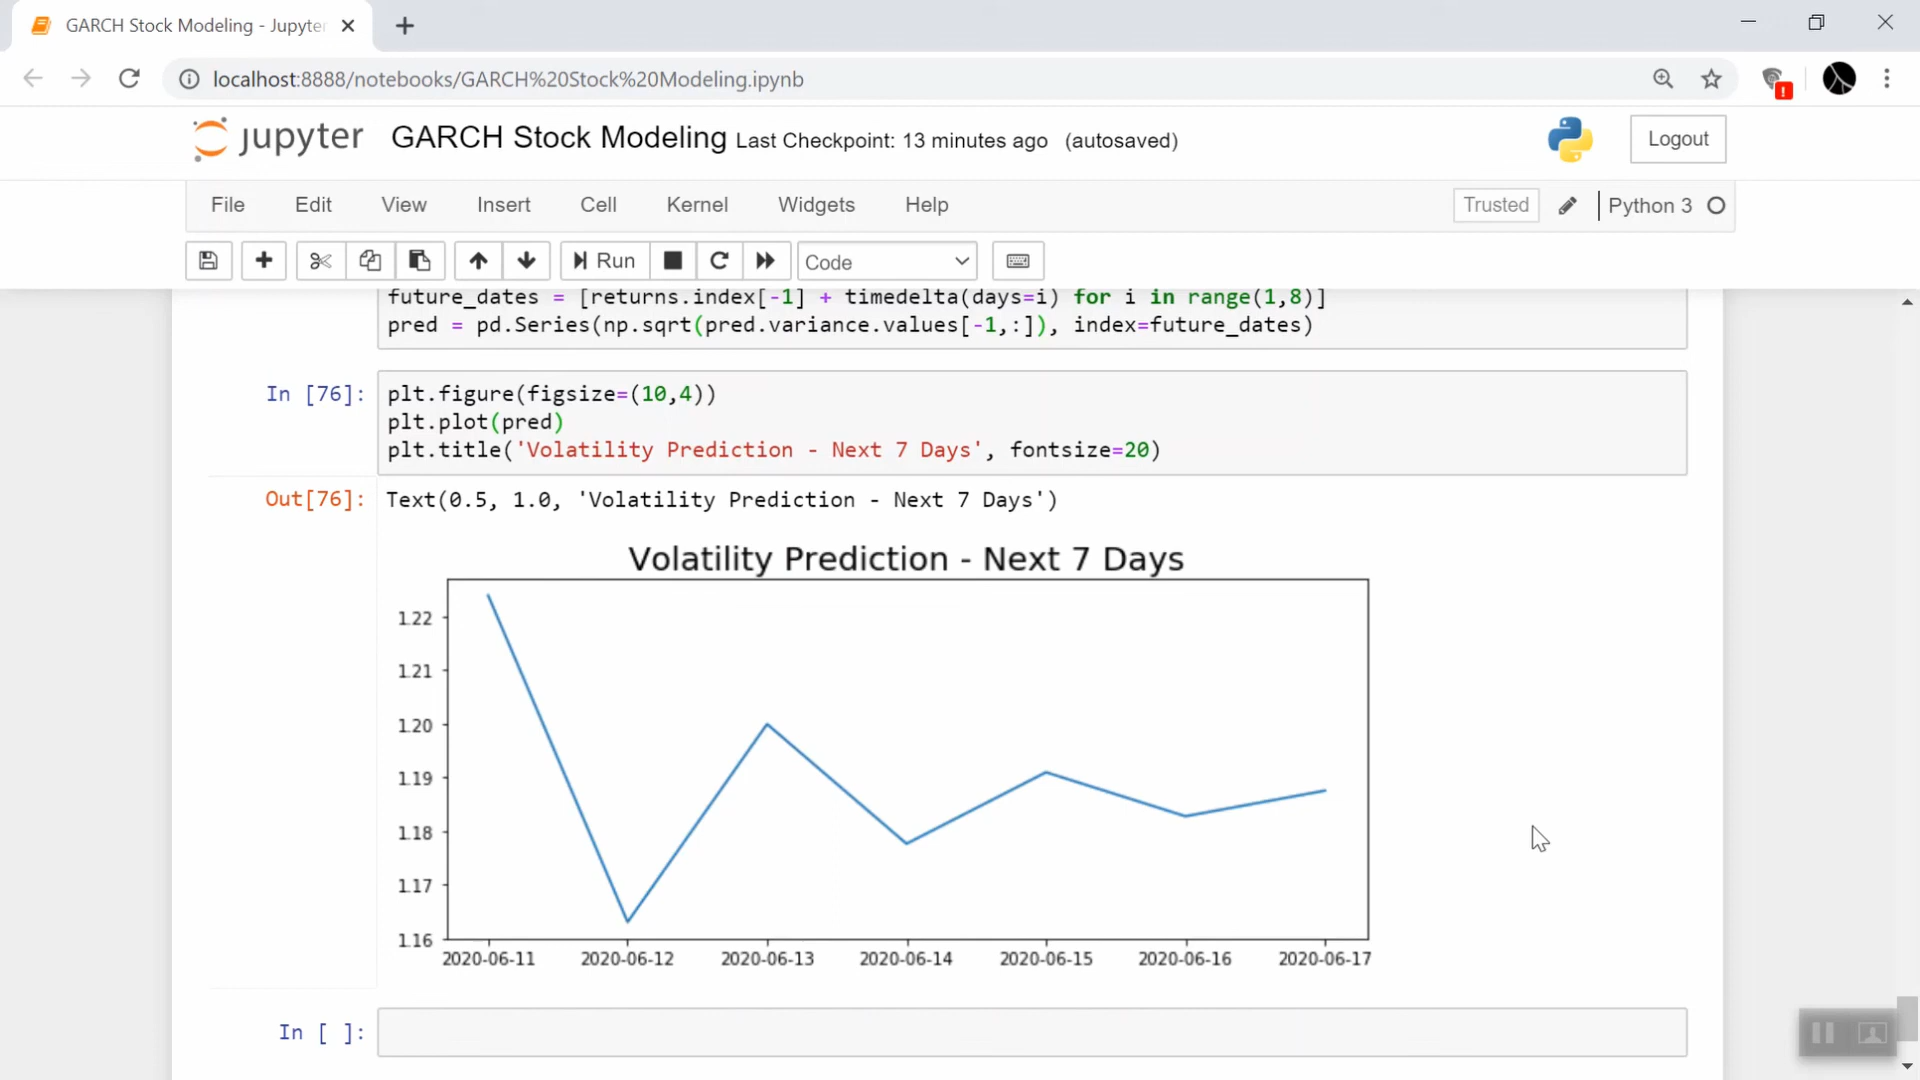 GARCH Stock Modeling - Jupyter
localhost:8888/notebooks/GARCH%20Stock%20Modeling.ipynb
jupyter GARCH Stock Modeling Last Checkpoint: 13 minutes ago (autosaved)
Logout
File Edit View Insert Cell Kernel Widgets Help Trusted Python 3
Run Code
future_dates = [returns.index[-1] + timedelta(days=i) for i in range(1,8)]
pred = pd.Series(np.sqrt(pred.variance.values[-1,:]), index=future_dates)
In [76]: plt.figure(figsize=(10,4))
plt.plot(pred)
plt.title('Volatility Prediction - Next 7 Days', fontsize=20)
Out[76]: Text(0.5, 1.0, 'Volatility Prediction - Next 7 Days')
Volatility Prediction - Next 7 Days
1.22
1.21
1.20
1.19
1.18
1.17
1.16
2020-06-11 2020-06-12 2020-06-13 2020-06-14 2020-06-15 2020-06-16 2020-06-17
In [ ]: